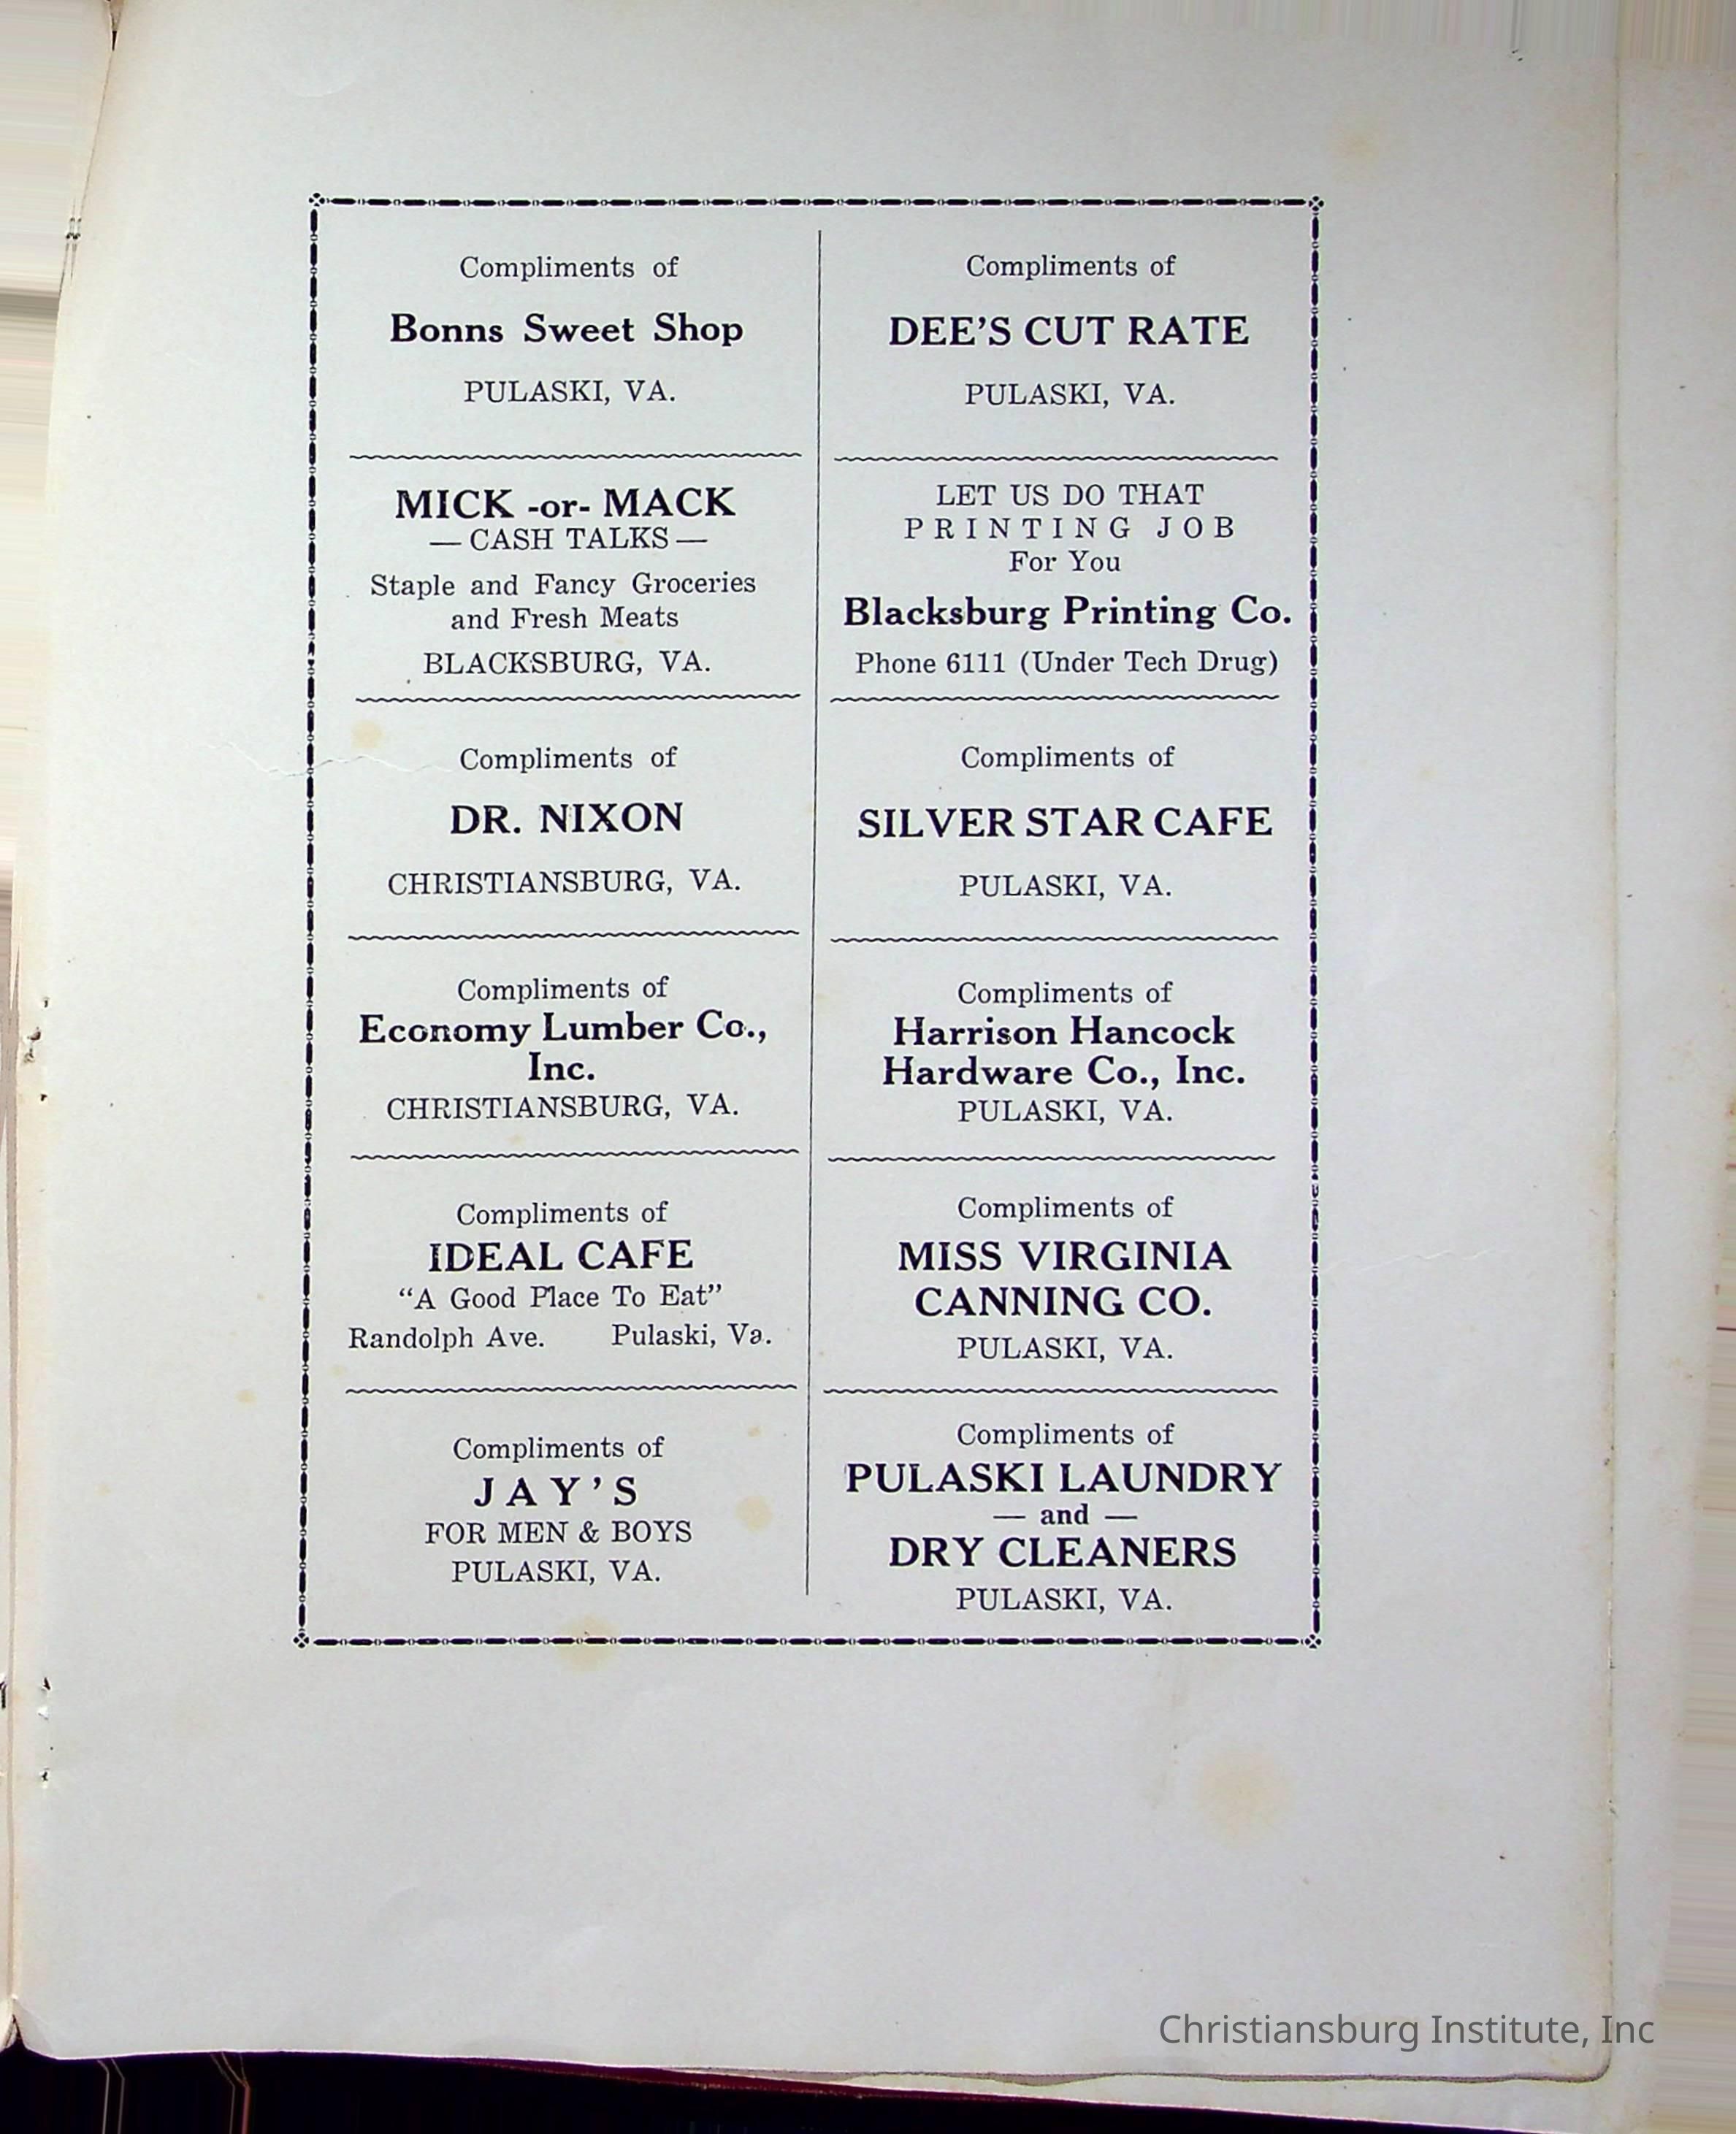 Compliments of
Bonns Sweet Shop
PULASKI, VA.
MICK -or- MACK
— CASH TALKS —
Staple and Fancy Groceries
and Fresh Meats
BLACKSBURG, VA.
Compliments of
DR. NIXON
CHRISTIANSBURG, VA.
Compliments of
Economy Lumber Co.,
Inc.
CHRISTIANSBURG, VA.
Compliments of
IDEAL CAFE
“A Good Place To Eat”
Randolph Ave. Pulaski, Va.
Compliments of
JAY’S
FOR MEN & BOYS
PULASKI, VA.
Compliments of
DEE’S CUT RATE
PULASKI, VA.
LET US DO THAT
PRINTING JOB
For You
Blacksburg Printing Co.
Phone 6111 (Under Tech Drug)
Compliments of
SILVER STAR CAFE
PULASKI, VA.
Compliments of
Harrison Hancock
Hardware Co., Inc.
PULASKI, VA.
Compliments of
MISS VIRGINIA
CANNING CO.
PULASKI, VA.
Compliments of
PULASKI LAUNDRY
— and —
DRY CLEANERS
PULASKI, VA.
Christiansburg Institute, Inc